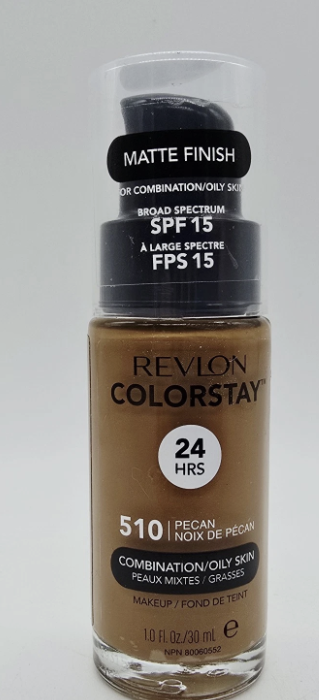 MATTE FINISH
OR COMBINATION/OILY SKIN
BROAD SPECTRUM
SPF 15
À LARGE SPECTRE
FPS 15
REVLON
COLORSTAY™
24
HRS
510 | PECAN
NOIX DE PÉCAN
COMBINATION/OILY SKIN
PEAUX MIXTES / GRASSES
MAKEUP / FOND DE TEINT
1.0 FL.OZ./30 mL ℮
NPN 80060552